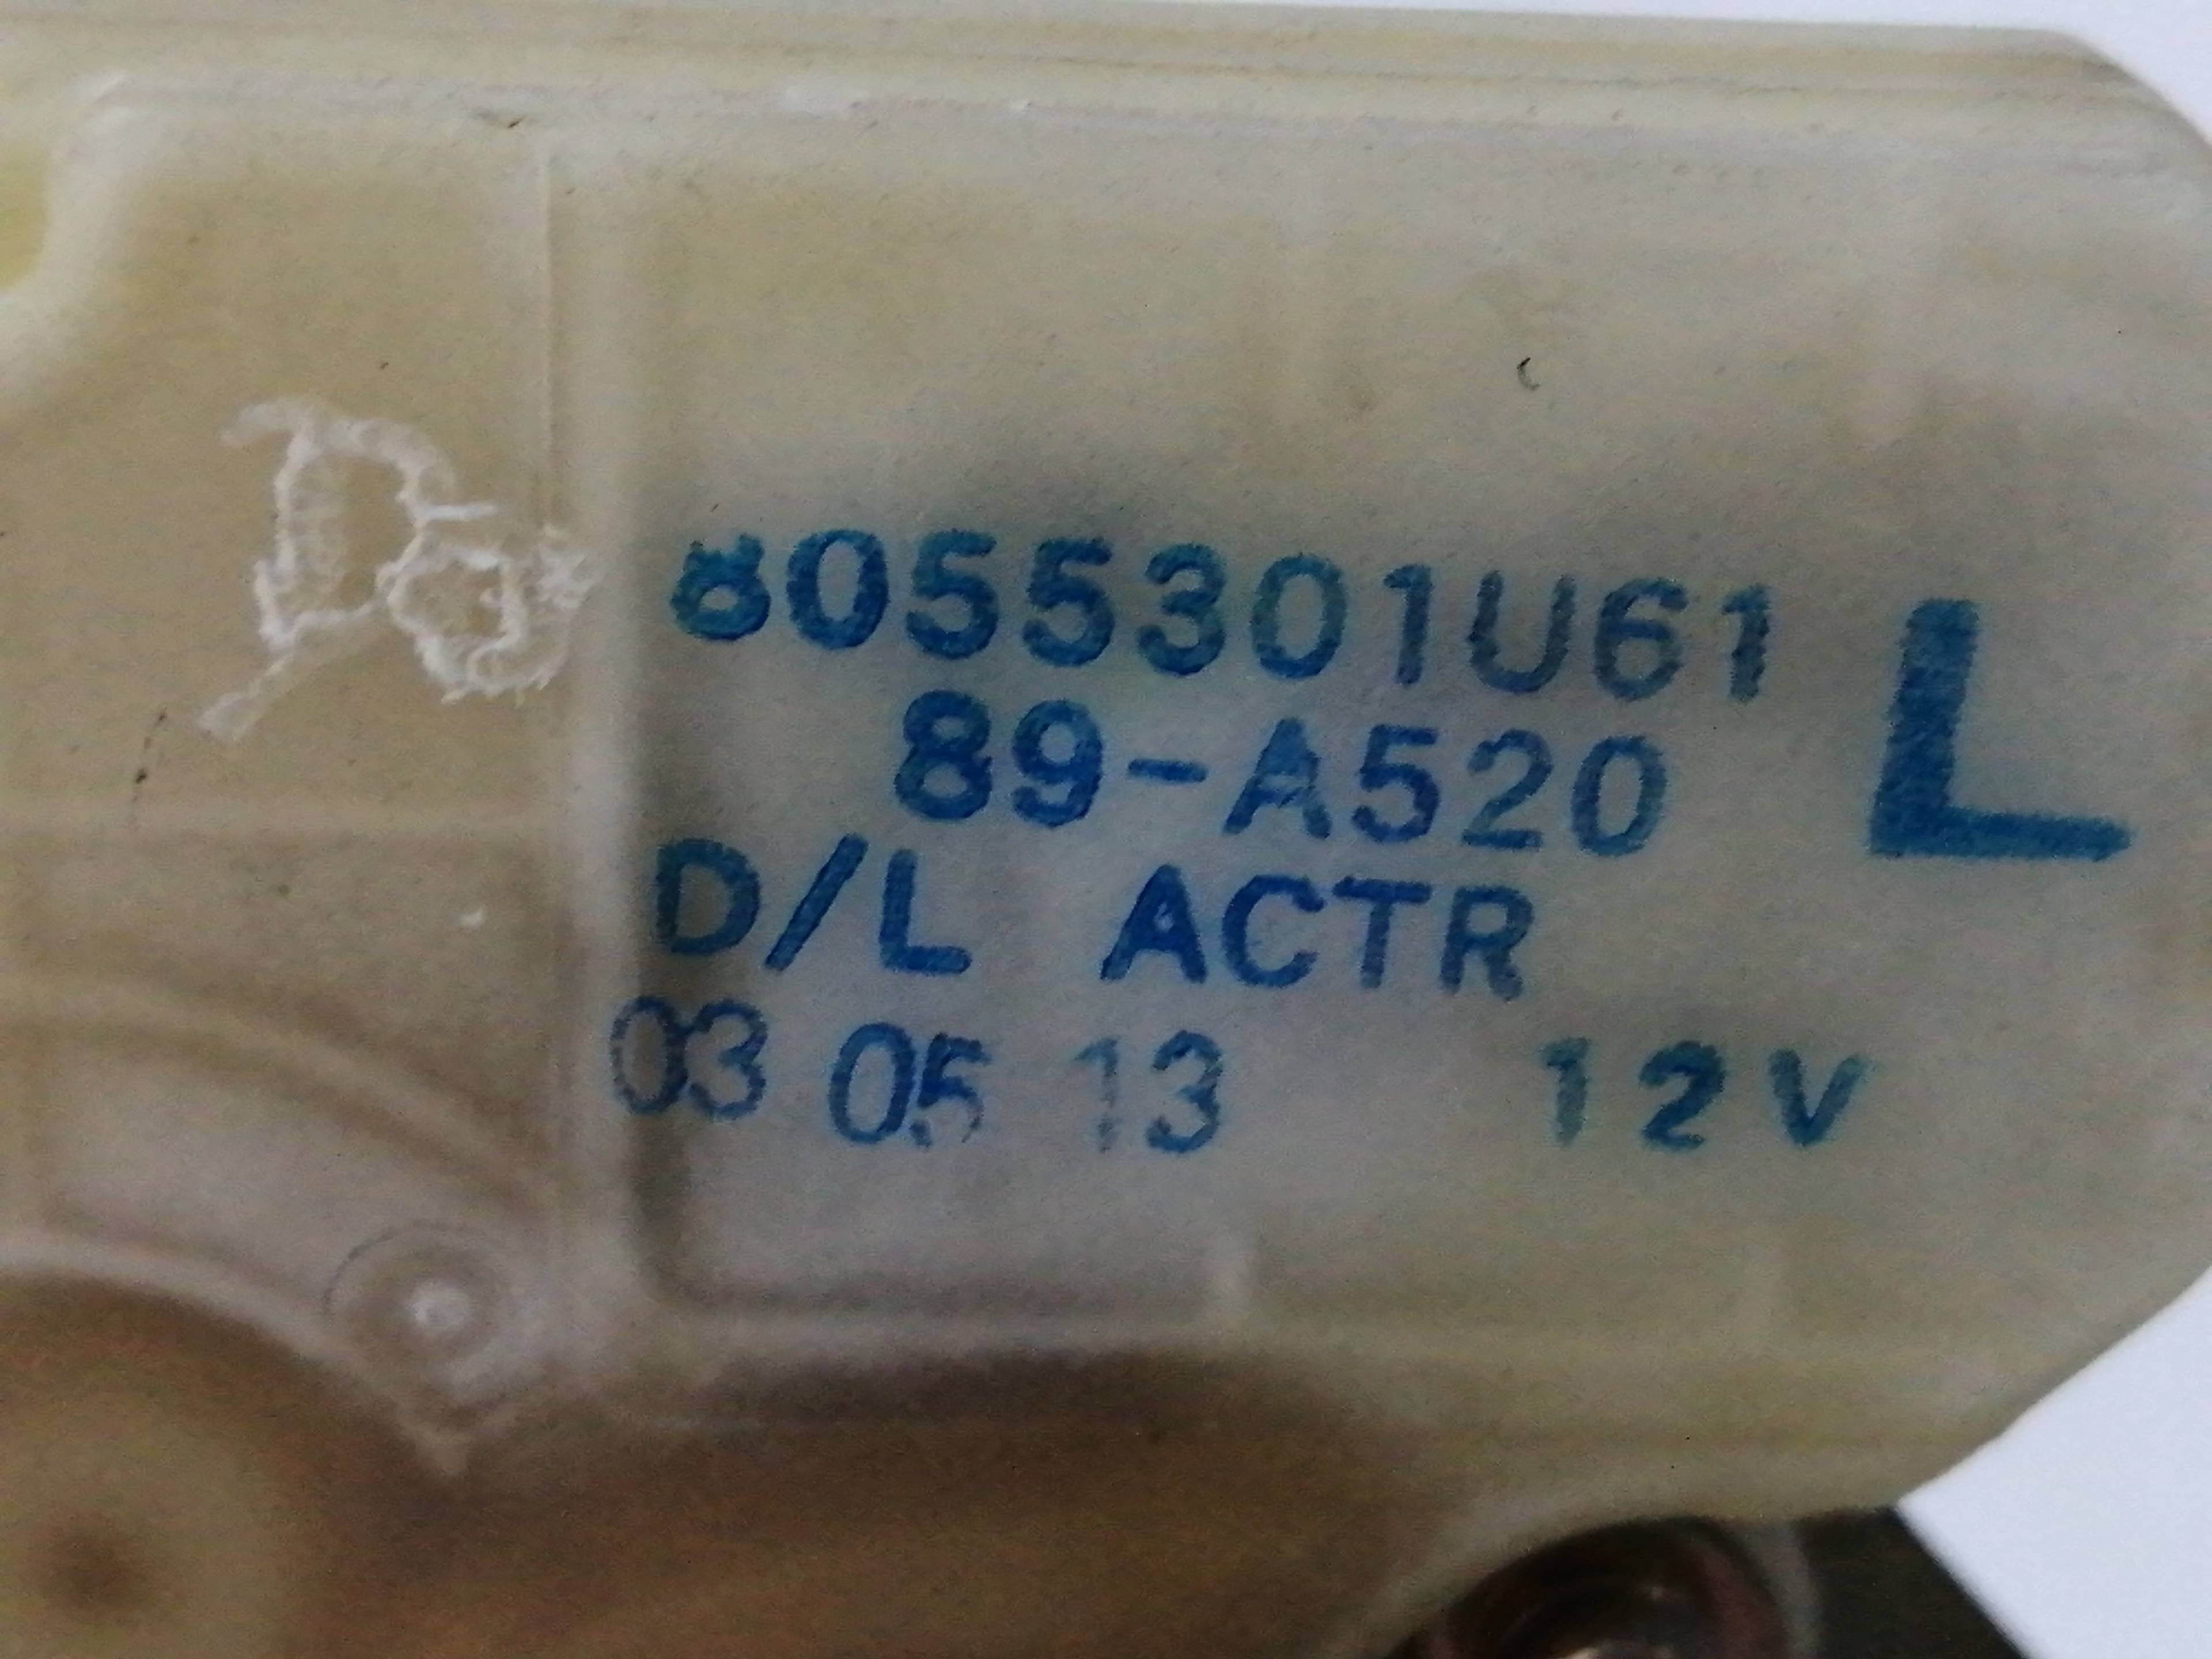 8055301U61
L
89-A520
D/L ACTR
03 05 13 12V